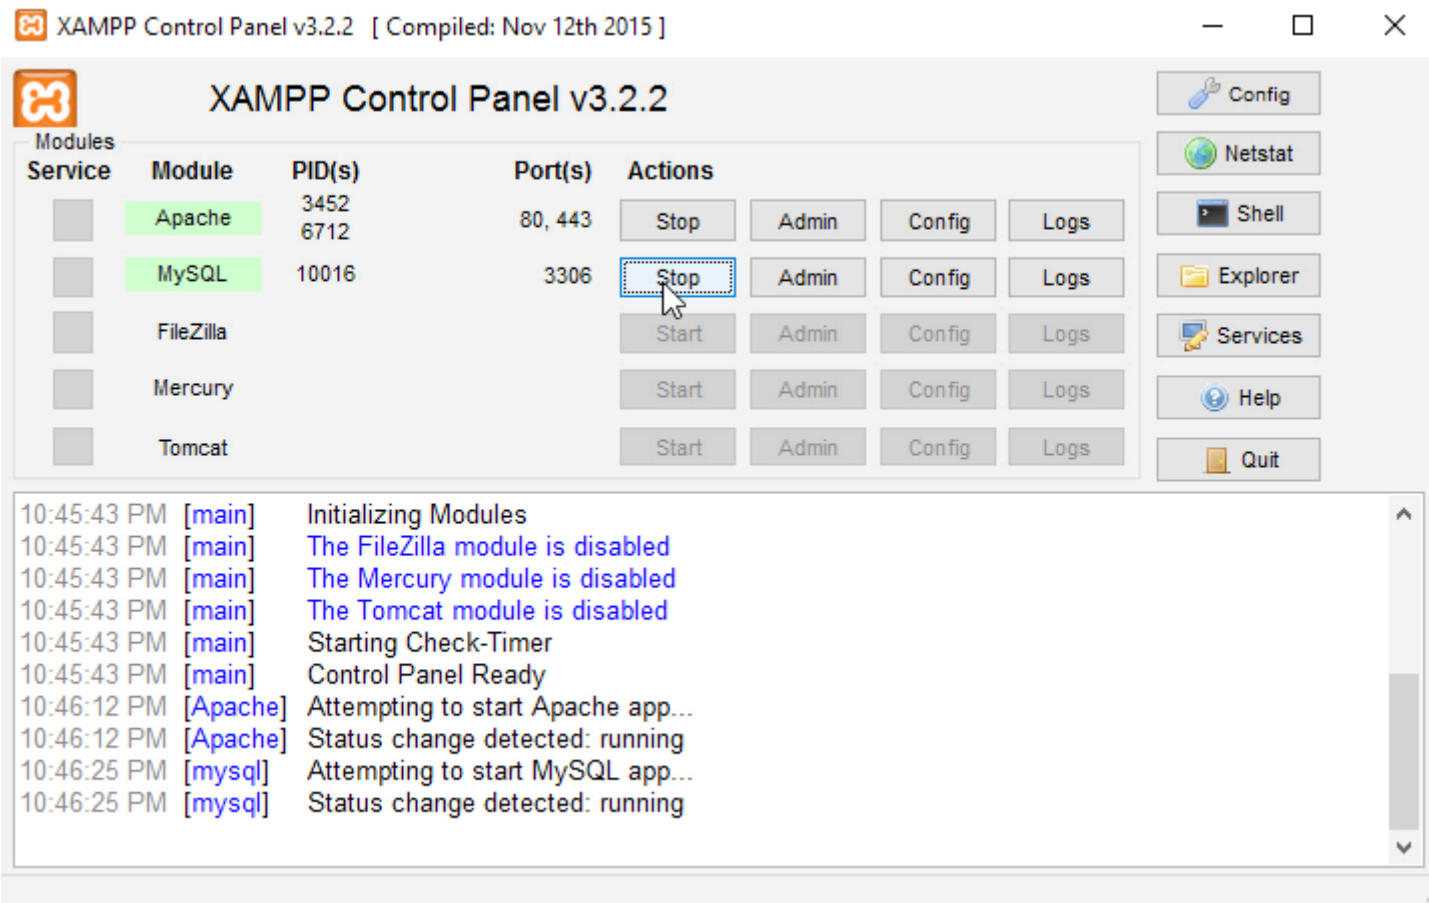 XAMPP Control Panel v3.2.2 [ Compiled: Nov 12th 2015 ]
XAMPP Control Panel v3.2.2
Config
Modules
Netstat
Service Module PID(s) Port(s) Actions
Apache 3452 6712 80, 443 Stop Admin Config Logs
Shell
MySQL 10016 3306 Stop Admin Config Logs
Explorer
FileZilla Start Admin Config Logs
Services
Mercury Start Admin Config Logs
Help
Tomcat Start Admin Config Logs
Quit
10:45:43 PM [main] Initializing Modules
10:45:43 PM [main] The FileZilla module is disabled
10:45:43 PM [main] The Mercury module is disabled
10:45:43 PM [main] The Tomcat module is disabled
10:45:43 PM [main] Starting Check-Timer
10:45:43 PM [main] Control Panel Ready
10:46:12 PM [Apache] Attempting to start Apache app...
10:46:12 PM [Apache] Status change detected: running
10:46:25 PM [mysql] Attempting to start MySQL app...
10:46:25 PM [mysql] Status change detected: running